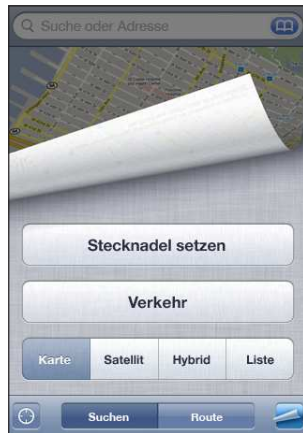 Suche oder Adresse
Stecknadel setzen
Verkehr
Karte Satellit Hybrid Liste
Suchen Route